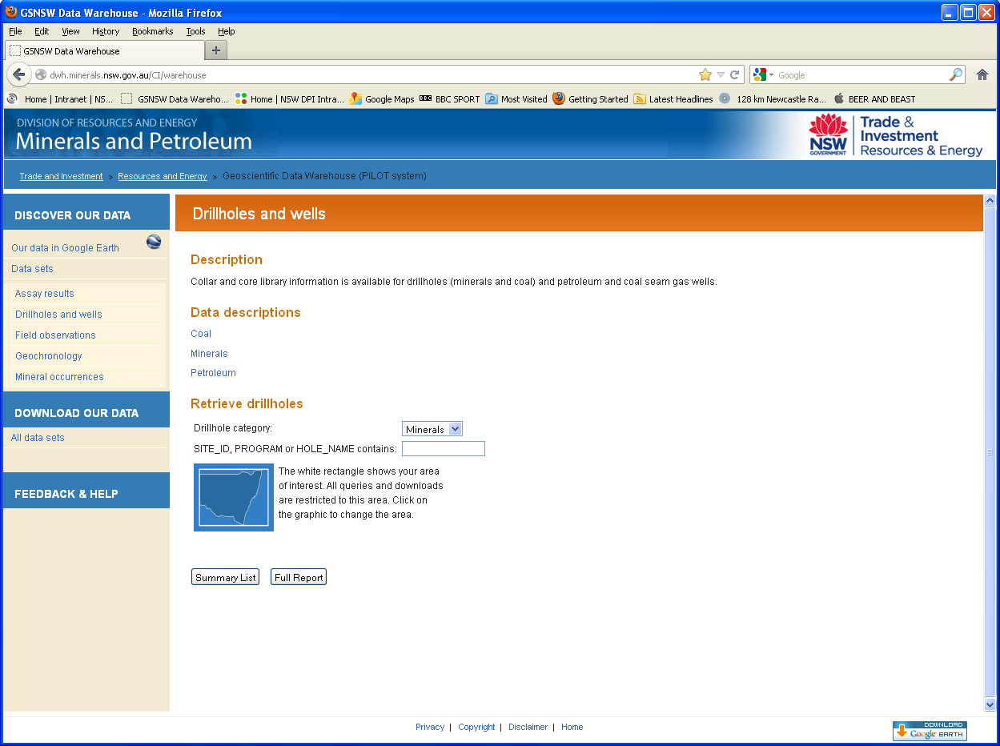 GSNSW Data Warehouse - Mozilla Firefox
File Edit View History Bookmarks Tools Help
GSNSW Data Warehouse
dwh.minerals.nsw.gov.au/CI/warehouse
Google
Home | Intranet | NS... GSNSW Data Wareho... Home | NSW DPI Intra... Google Maps BBC BBC SPORT Most Visited Getting Started Latest Headlines 128 km Newcastle Ra... BEER AND BEAST
DIVISION OF RESOURCES AND ENERGY
Minerals and Petroleum
NSW
GOVERNMENT
Trade &
Investment
Resources & Energy
Trade and Investment » Resources and Energy » Geoscientific Data Warehouse (PILOT system)
DISCOVER OUR DATA
Our data in Google Earth
Data sets
Assay results
Drillholes and wells
Field observations
Geochronology
Mineral occurrences
DOWNLOAD OUR DATA
All data sets
FEEDBACK & HELP
Drillholes and wells
Description
Collar and core library information is available for drillholes (minerals and coal) and petroleum and coal seam gas wells.
Data descriptions
Coal
Minerals
Petroleum
Retrieve drillholes
Drillhole category: Minerals
SITE_ID, PROGRAM or HOLE_NAME contains:
The white rectangle shows your area
of interest. All queries and downloads
are restricted to this area. Click on
the graphic to change the area.
Summary List Full Report
Privacy | Copyright | Disclaimer | Home
DOWNLOAD
Google EARTH